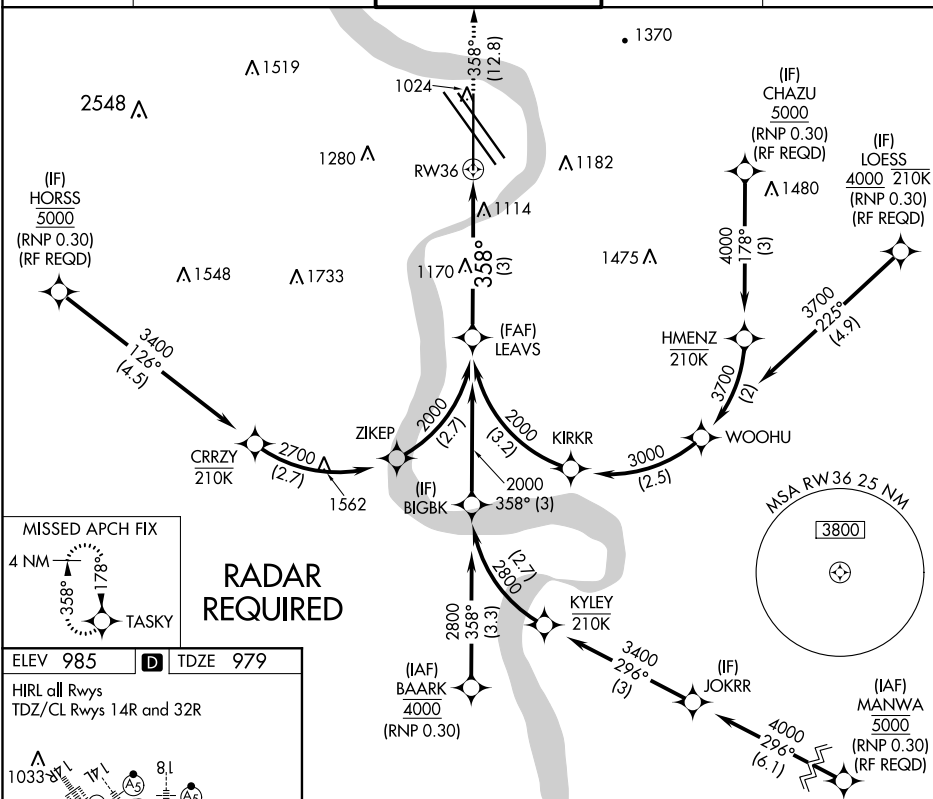 358°
(12.8)
1370
1519
2548
1024
1280
RW36
1182
1114
1170
358°
(3)
1475
1548
1733
(IF)
CHAZU
5000
(RNP 0.30)
(RF REQD)
1480
(IF)
LOESS
4000 210K
(RNP 0.30)
(RF REQD)
(IF)
HORSS
5000
(RNP 0.30)
(RF REQD)
4000
178°
(3)
3700
225°
(4.9)
(2)
3400
126°
(4.5)
(FAF)
LEAVS
HMENZ
210K
3700
WOOHU
3000
(2.5)
KIRKR
2000
(3.2)
ZIKEP
2000
(2.7)
CRRZY
210K
2700
(2.7)
1562
(IF)
BIGBK
2000
358° (3)
MSA RW 36 25 NM
3800
MISSED APCH FIX
4 NM
358°
178°
TASKY
RADAR
REQUIRED
(2.7)
2800
KYLEY
210K
2800
358°
(3.3)
3400
296°
(3)
(IF)
JOKRR
(IAF)
BAARK
4000
(RNP 0.30)
4000
296°
(6.1)
(IAF)
MANWA
5000
(RNP 0.30)
(RF REQD)
ELEV 985 D TDZE 979
HIRL all Rwys
TDZ/CL Rwys 14R and 32R
1033
14R
14L
A5
18
A5